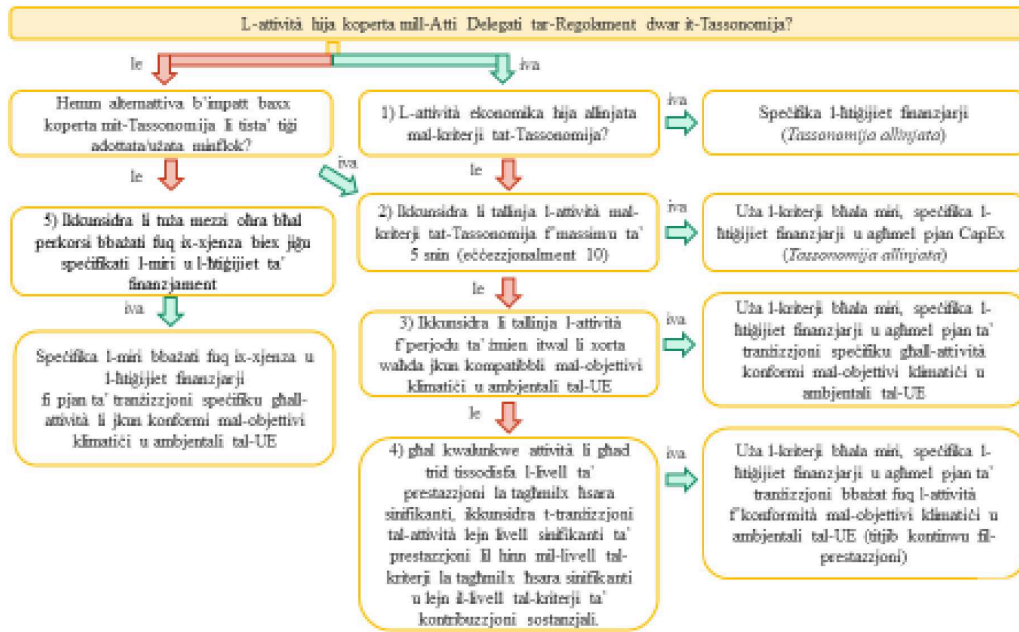 L-attività hija koperta mill-Atti Delegati tar-Regolament dwar it-Tassonomija?
le
iva
Hemm alternattiva b'impatt baxx
koperta mit-Tassonomija li tista' tiġi
adottata/użata minflok?
1) L-attività ekonomika hija allinjata
mal-kriterji tat-Tassonomija?
iva
Speċifika l-ħtiġijiet finanzjarji
(Tassonomija allinjata)
le
iva
le
5) Ikkunsidra li tuża mezzi oħra bħal
perkorsi bbażati fuq ix-xjenza biex jiġu
speċifikati l-miri u l-ħtiġijiet ta'
finanzjament
2) Ikkunsidra li tallinja l-attività mal-
kriterji tat-Tassonomija f'massimu ta'
5 snin (eċċezzjonalment 10)
iva
Uża l-kriterji bħala miri, speċifika l-
ħtiġijiet finanzjarji u agħmel pjan CapEx
(Tassonomija allinjata)
iva
le
Speċifika l-miri bbażati fuq ix-xjenza u
l-ħtiġijiet finanzjarji
fi pjan ta' tranżizzjoni speċifiku għall-
attività li jkun konformi mal-objettivi
klimatiċi u ambjentali tal-UE
3) Ikkunsidra li tallinja l-attività
f'perjodu ta' żmien itwal li xorta
waħda jkun kompatibbli mal-objettivi
klimatiċi u ambjentali tal-UE
iva
Uża l-kriterji bħala miri, speċifika l-
ħtiġijiet finanzjarji u agħmel pjan ta'
tranżizzjoni speċifiku għall-attività
konformi mal-objettivi klimatiċi u
ambjentali tal-UE
le
4) għal kwalunkwe attività li għad
trid tissodisfa l-livell ta'
prestazzjoni la tagħmilx ħsara
sinifikanti, ikkunsidra t-tranżizzjoni
tal-attività lejn livell sinifikanti ta'
prestazzjoni lil hinn mil-livell tal-
kriterji la tagħmilx ħsara sinifikanti
u lejn il-livell tal-kriterji ta'
kontribuzzjoni sostanzjali.
iva
Uża l-kriterji bħala miri, speċifika l-
ħtiġijiet finanzjarji u agħmel pjan ta'
tranżizzjoni bbażat fuq l-attività
f'konformità mal-objettivi klimatiċi u
ambjentali tal-UE (titjib kontinwu fil-
prestazzjoni)